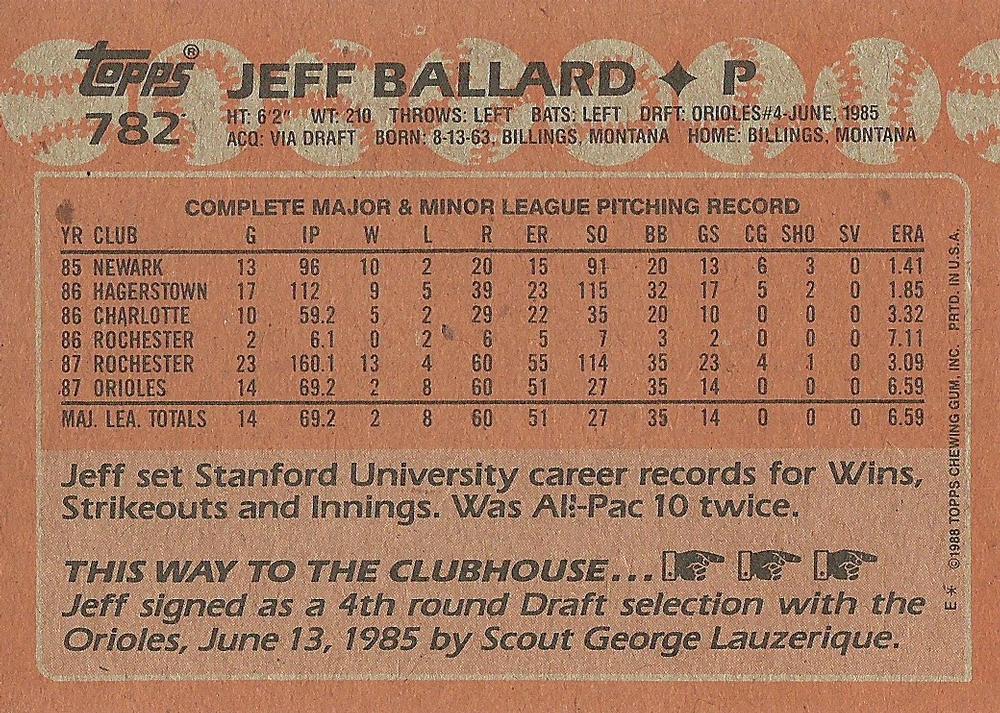 Topps® JEFF BALLARD ✦ P
782 HT: 6'2" WT: 210 THROWS: LEFT BATS: LEFT DRFT: ORIOLES#4-JUNE, 1985
ACQ: VIA DRAFT BORN: 8-13-63, BILLINGS, MONTANA HOME: BILLINGS, MONTANA
COMPLETE MAJOR & MINOR LEAGUE PITCHING RECORD
YR CLUB G IP W L R ER SO BB GS CG SHO SV ERA
85 NEWARK 13 96 10 2 20 15 91 20 13 6 3 0 1.41
86 HAGERSTOWN 17 112 9 5 39 23 115 32 17 5 2 0 1.85
86 CHARLOTTE 10 59.2 5 2 29 22 35 20 10 0 0 0 3.32
86 ROCHESTER 2 6.1 0 2 6 5 7 3 2 0 0 0 7.11
87 ROCHESTER 23 160.1 13 4 60 55 114 35 23 4 1 0 3.09
87 ORIOLES 14 69.2 2 8 60 51 27 35 14 0 0 0 6.59
MAJ. LEA. TOTALS 14 69.2 2 8 60 51 27 35 14 0 0 0 6.59
Jeff set Stanford University career records for Wins,
Strikeouts and Innings. Was All-Pac 10 twice.
THIS WAY TO THE CLUBHOUSE...
Jeff signed as a 4th round Draft selection with the
Orioles, June 13, 1985 by Scout George Lauzerique.
E * ©1988 TOPPS CHEWING GUM, INC. PRTD. IN U.S.A.